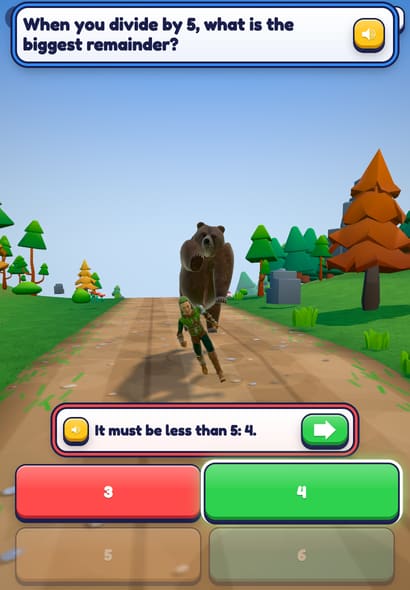 When you divide by 5, what is the
biggest remainder?
It must be less than 5: 4.
3
4
5
6